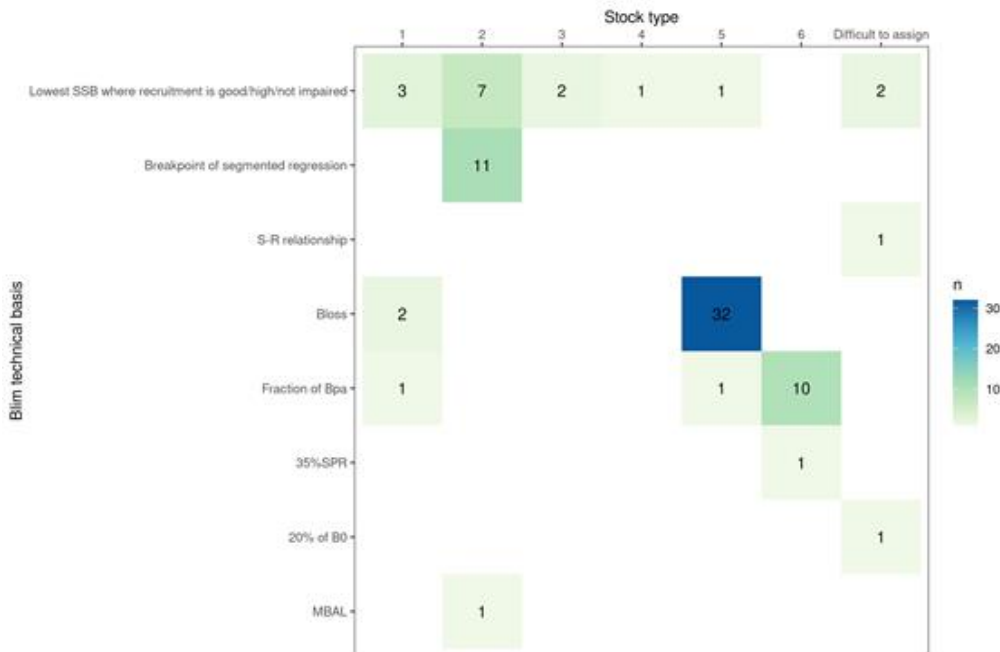 Stock type
1 2 3 4 5 6 Difficult to assign
Lowest SSB where recruitment is good/high/not impaired 3 7 2 1 1 2
Breakpoint of segmented regression 11
S-R relationship 1
Bloss 2 32
Fraction of Bpa 1 1 10
35%SPR 1
20% of B0 1
MBAL 1
Blim technical basis
n
30
20
10